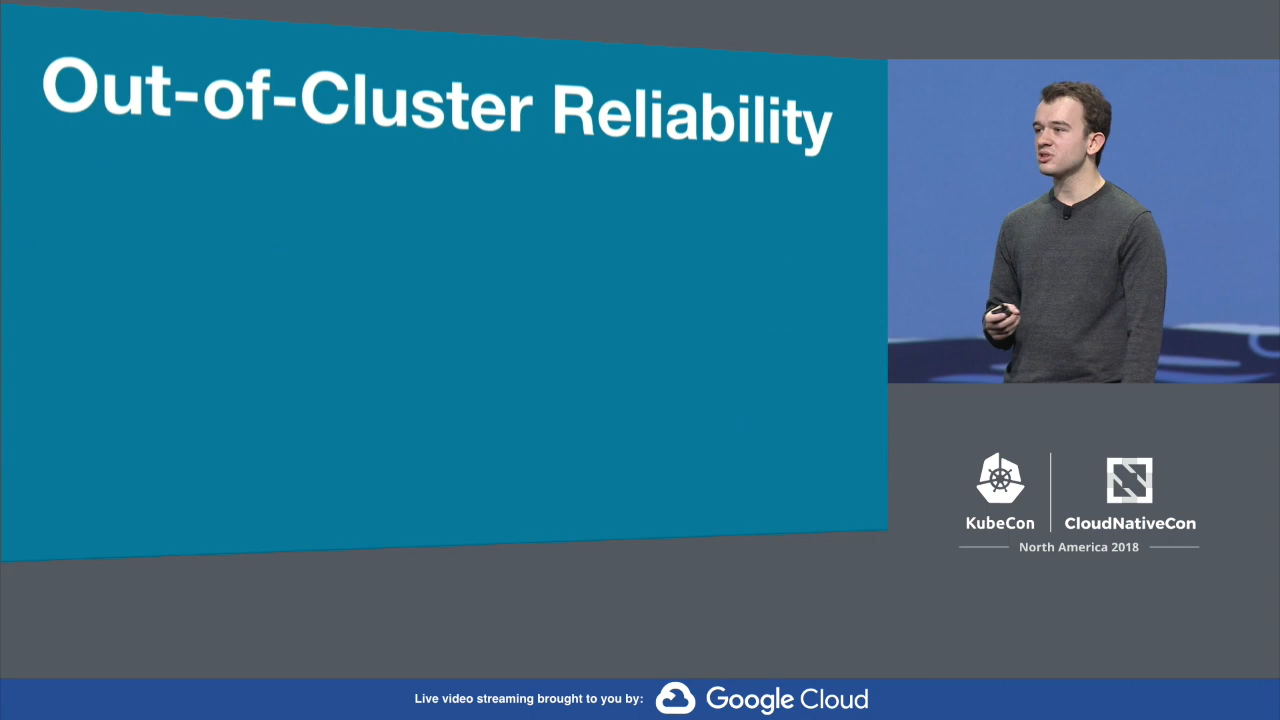 Out-of-Cluster Reliability
KubeCon
CloudNativeCon
North America 2018
Live video streaming brought to you by:
Google Cloud